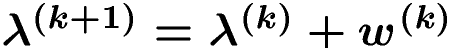 λ^(k+1) = λ^(k) + w^(k)